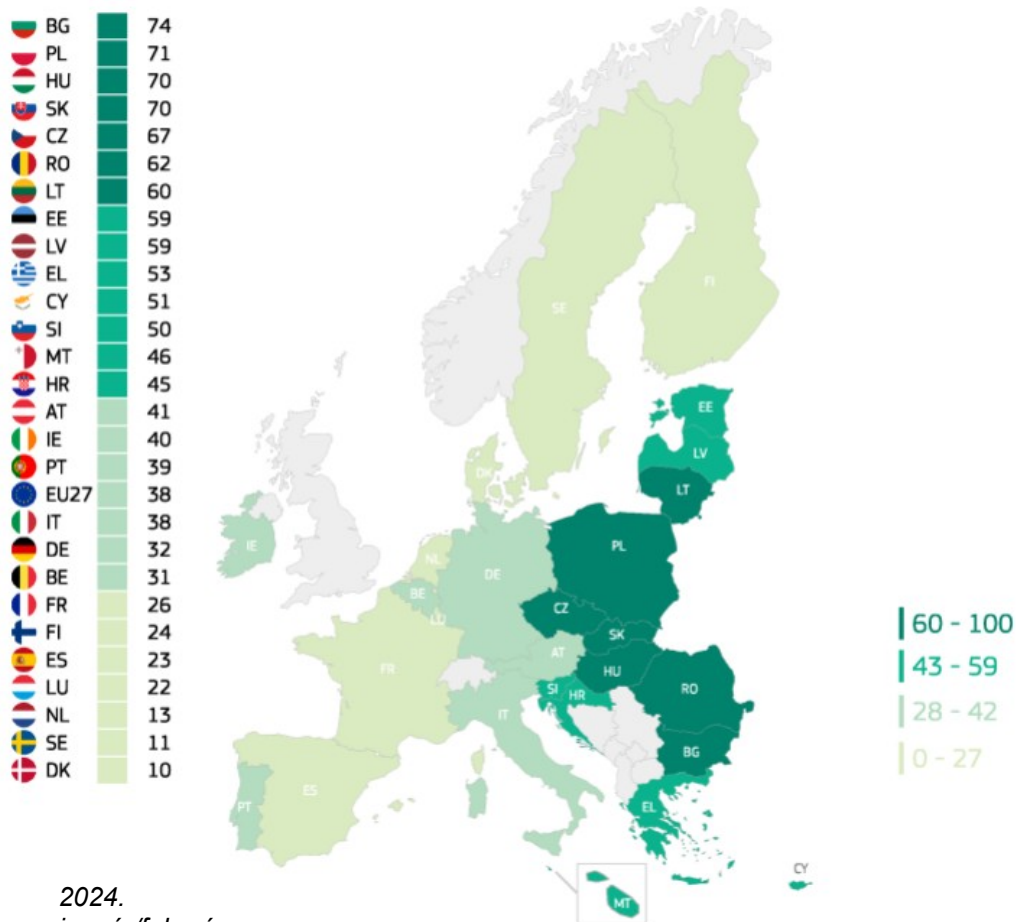 BG 74
PL 71
HU 70
SK 70
CZ 67
RO 62
LT 60
EE 59
LV 59
EL 53
CY 51
SI 50
MT 46
HR 45
AT 41
IE 40
PT 39
EU27 38
IT 38
DE 32
BE 31
FR 26
FI 24
ES 23
LU 22
NL 13
SE 11
DK 10
FI
SE
EE
LV
DK
LT
IE
PL
NL
DE
BE
CZ
LU
SK
AT
FR
HU
SI
RO
HR
IT
BG
ES
PT
EL
CY
MT
60 - 100
43 - 59
28 - 42
0 - 27
2024.